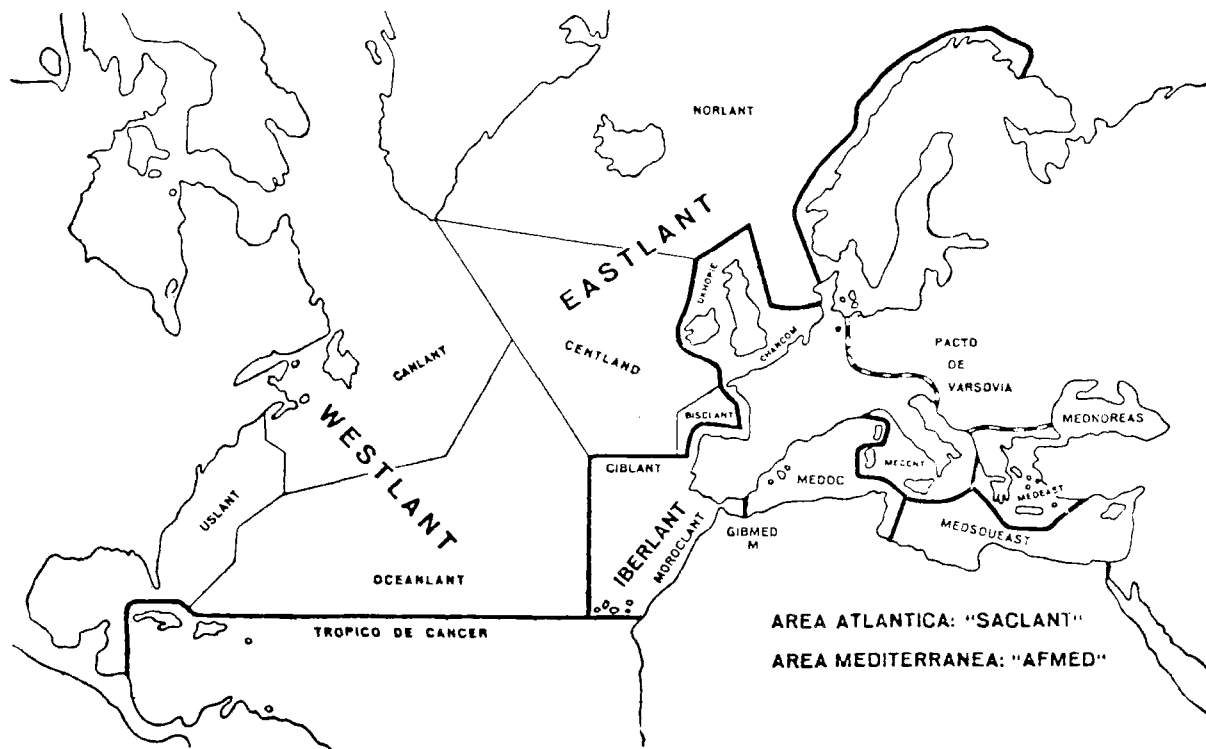 NORLANT
EASTLANT
UKHOPIE
CHANCOM
CENTLAND
CANLANT
BISCLANT
PACTO
DE
VARSOVIA
MEDNOREAS
WESTLANT
CIBLANT
MEDOC
MECENT
MEDEAST
USLANT
IBERLANT
MOROCLANT
GIBMED
M
MEDSOUEAST
OCEANLANT
TROPICO DE CANCER
AREA ATLANTICA: "SACLANT"
AREA MEDITERRANEA: "AFMED"